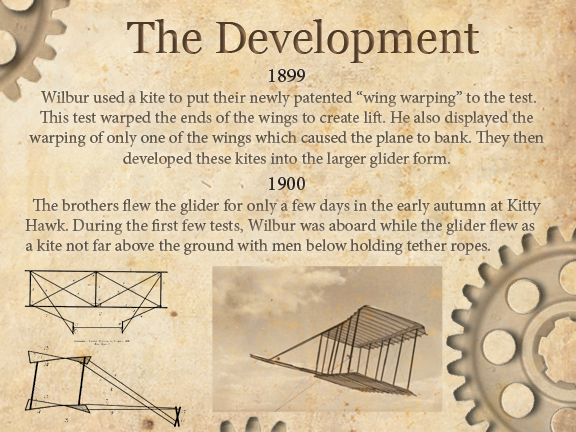 The Development
1899
Wilbur used a kite to put their newly patented “wing warping” to the test.
This test warped the ends of the wings to create lift. He also displayed the
warping of only one of the wings which caused the plane to bank. They then
developed these kites into the larger glider form.
1900
The brothers flew the glider for only a few days in the early autumn at Kitty
Hawk. During the first few tests, Wilbur was aboard while the glider flew as
a kite not far above the ground with men below holding tether ropes.